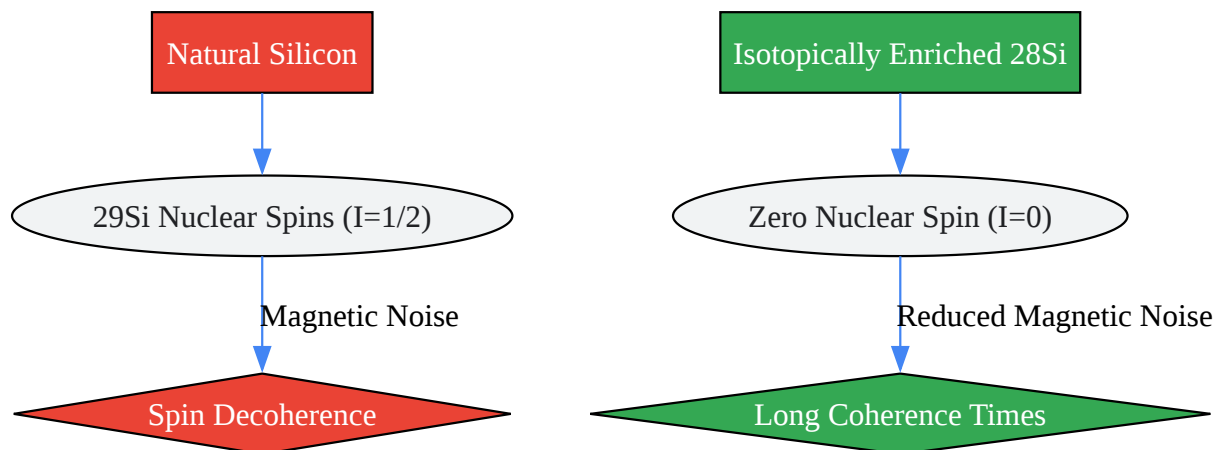 Natural Silicon
Isotopically Enriched 28Si
29Si Nuclear Spins (I=1/2)
Zero Nuclear Spin (I=0)
Magnetic Noise
Reduced Magnetic Noise
Spin Decoherence
Long Coherence Times